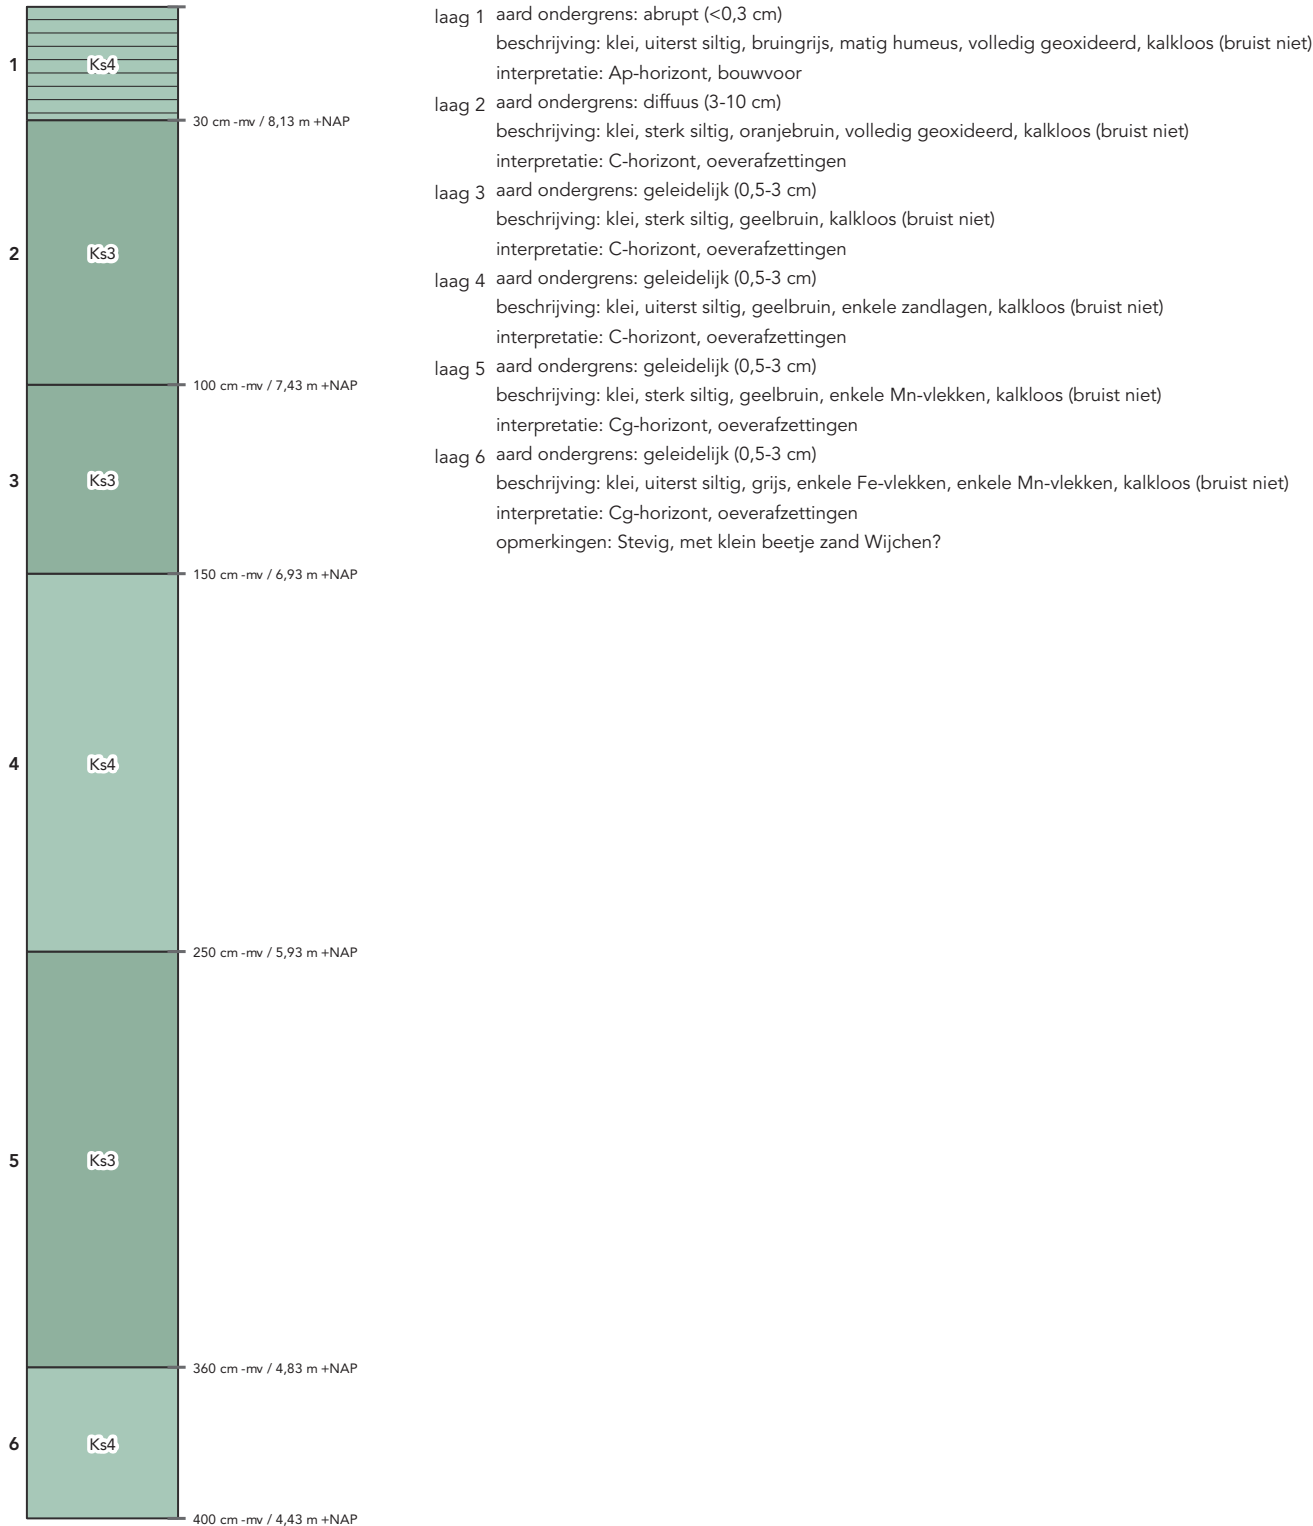 1
Ks4
30 cm -mv / 8,13 m +NAP
2
Ks3
100 cm -mv / 7,43 m +NAP
3
Ks3
150 cm -mv / 6,93 m +NAP
4
Ks4
250 cm -mv / 5,93 m +NAP
5
Ks3
360 cm -mv / 4,83 m +NAP
6
Ks4
400 cm -mv / 4,43 m +NAP
laag 1 aard ondergrens: abrupt (<0,3 cm)
beschrijving: klei, uiterst siltig, bruingrijs, matig humeus, volledig geoxideerd, kalkloos (bruist niet)
interpretatie: Ap-horizont, bouwvoor
laag 2 aard ondergrens: diffuus (3-10 cm)
beschrijving: klei, sterk siltig, oranjebruin, volledig geoxideerd, kalkloos (bruist niet)
interpretatie: C-horizont, oeverafzettingen
laag 3 aard ondergrens: geleidelijk (0,5-3 cm)
beschrijving: klei, sterk siltig, geelbruin, kalkloos (bruist niet)
interpretatie: C-horizont, oeverafzettingen
laag 4 aard ondergrens: geleidelijk (0,5-3 cm)
beschrijving: klei, uiterst siltig, geelbruin, enkele zandlagen, kalkloos (bruist niet)
interpretatie: C-horizont, oeverafzettingen
laag 5 aard ondergrens: geleidelijk (0,5-3 cm)
beschrijving: klei, sterk siltig, geelbruin, enkele Mn-vlekken, kalkloos (bruist niet)
interpretatie: Cg-horizont, oeverafzettingen
laag 6 aard ondergrens: geleidelijk (0,5-3 cm)
beschrijving: klei, uiterst siltig, grijs, enkele Fe-vlekken, enkele Mn-vlekken, kalkloos (bruist niet)
interpretatie: Cg-horizont, oeverafzettingen
opmerkingen: Stevig, met klein beetje zand Wijchen?